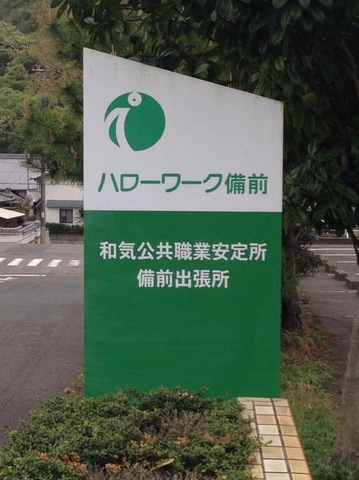 ハローワーク備前
和気公共職業安定所
備前出張所